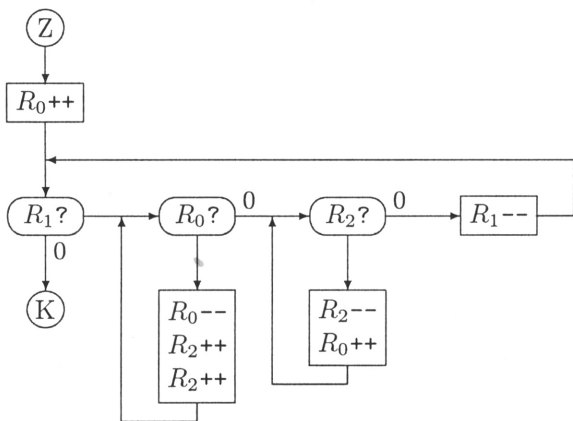 Z
R₀++
R₁?
0
R₀?
0
R₂?
0
R₁--
K
R₀--
R₂++
R₂++
R₂--
R₀++